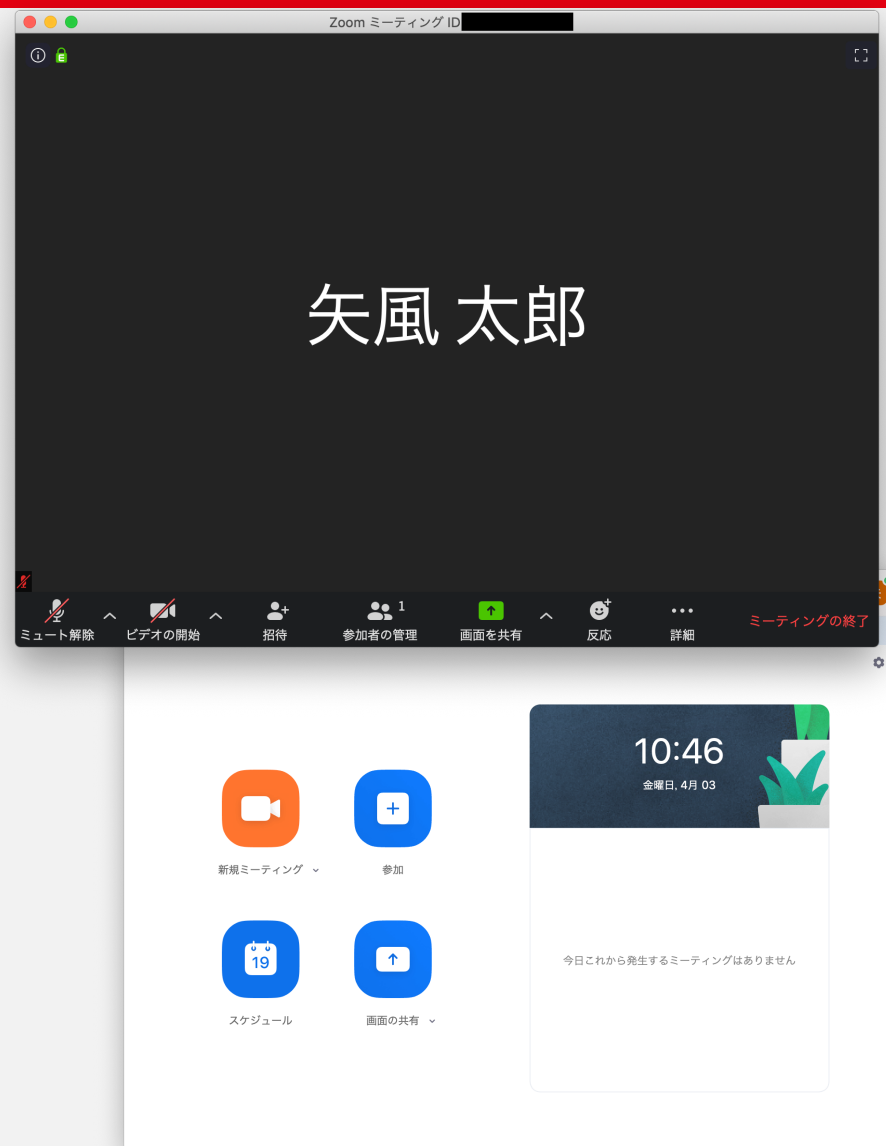 Zoom ミーティング ID
E
矢風 太郎
1
ミュート解除
ビデオの開始
招待
参加者の管理
画面を共有
反応
詳細
ミーティングの終了
10:46
金曜日, 4月 03
新規ミーティング
参加
19
スケジュール
画面の共有
今日これから発生するミーティングはありません